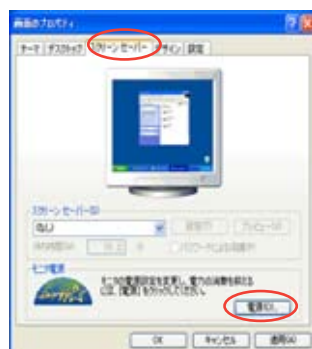 画面のプロパティ
テーマ デスクトップ スクリーン セーバー デザイン 設定
スクリーン セーバー(S)
(なし)
設定(T) プレビュー(V)
待ち時間(W) 分
パスワードによる保護(P)
モニタ電源
モニタの電源設定を変更し、電力の消費を抑える
には、[電源] をクリックしてください。
電源(O)...
OK キャンセル 適用(A)